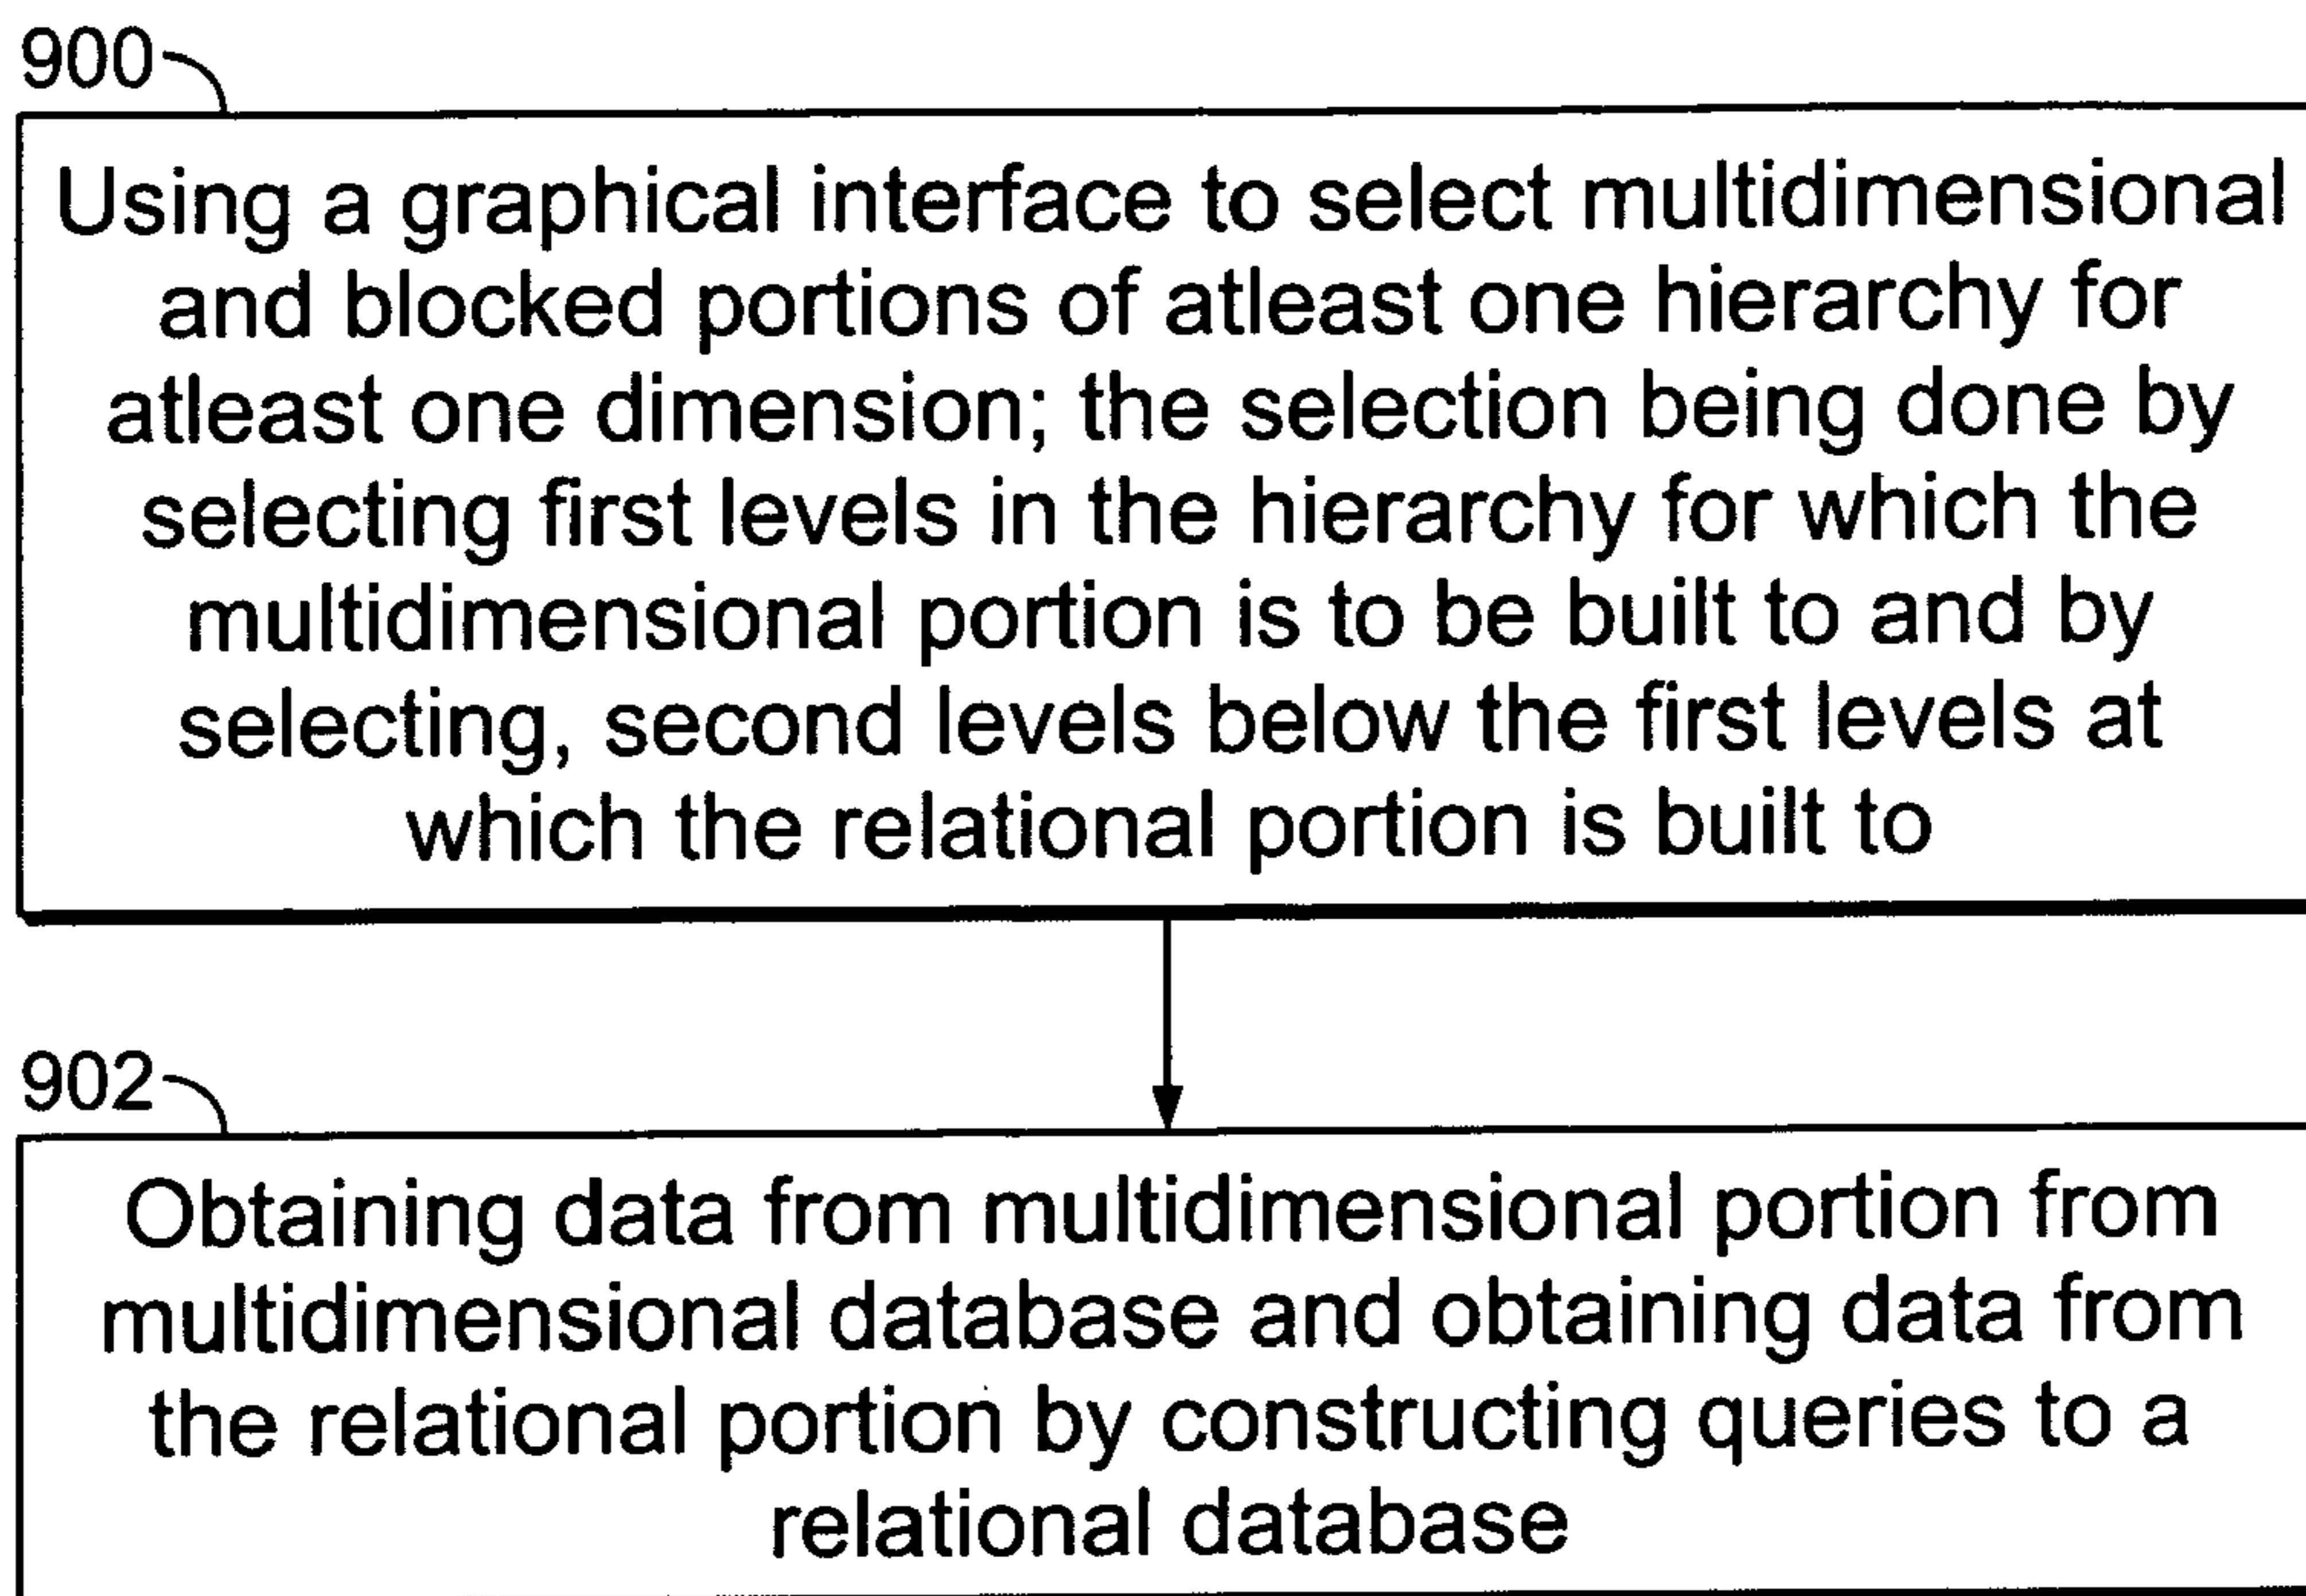 900
Using a graphical interface to select multidimensional
and blocked portions of atleast one hierarchy for
atleast one dimension; the selection being done by
selecting first levels in the hierarchy for which the
multidimensional portion is to be built to and by
selecting, second levels below the first levels at
which the relational portion is built to
902
Obtaining data from multidimensional portion from
multidimensional database and obtaining data from
the relational portion by constructing queries to a
relational database